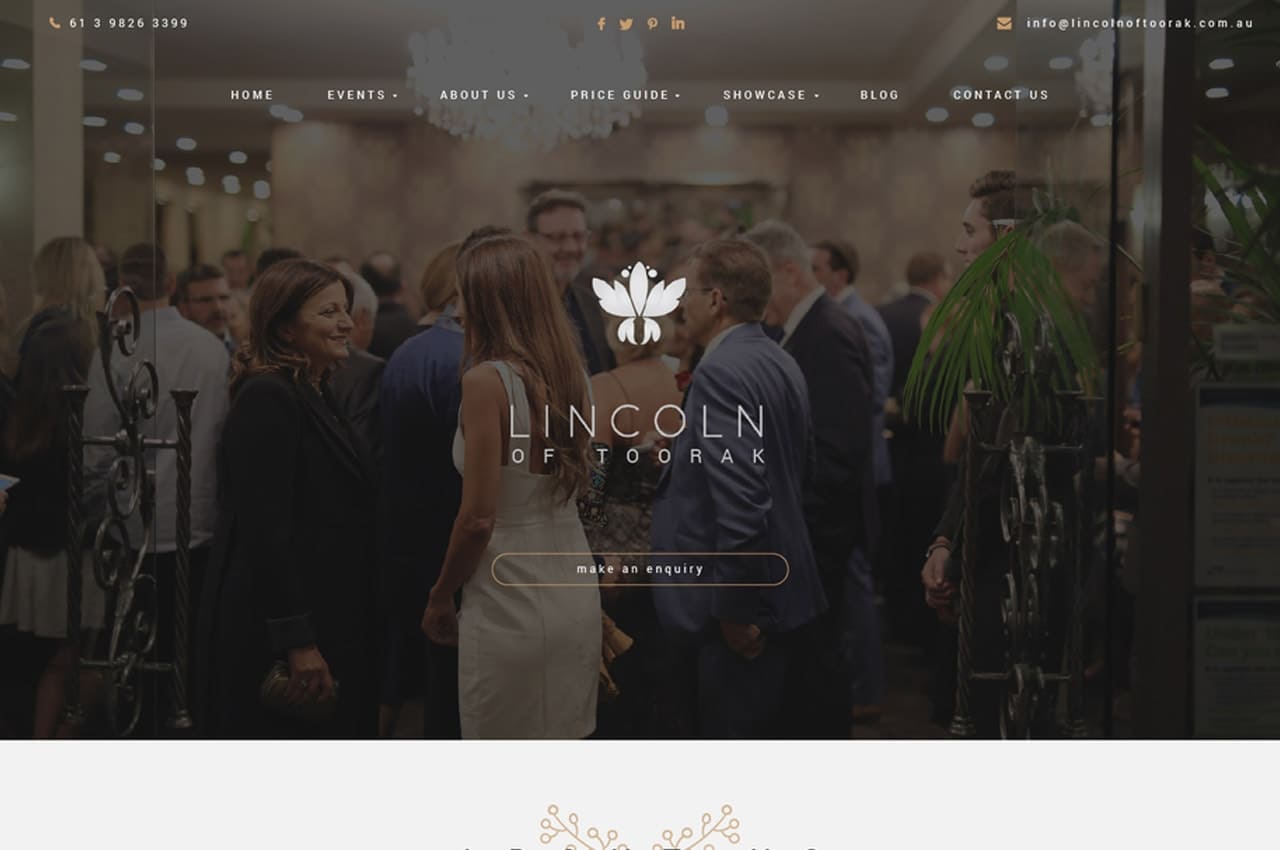 61 3 9826 3399
info@lincolnoftoorak.com.au
HOME EVENTS ABOUT US PRICE GUIDE SHOWCASE BLOG CONTACT US
LINCOLN
OF TOORAK
make an enquiry